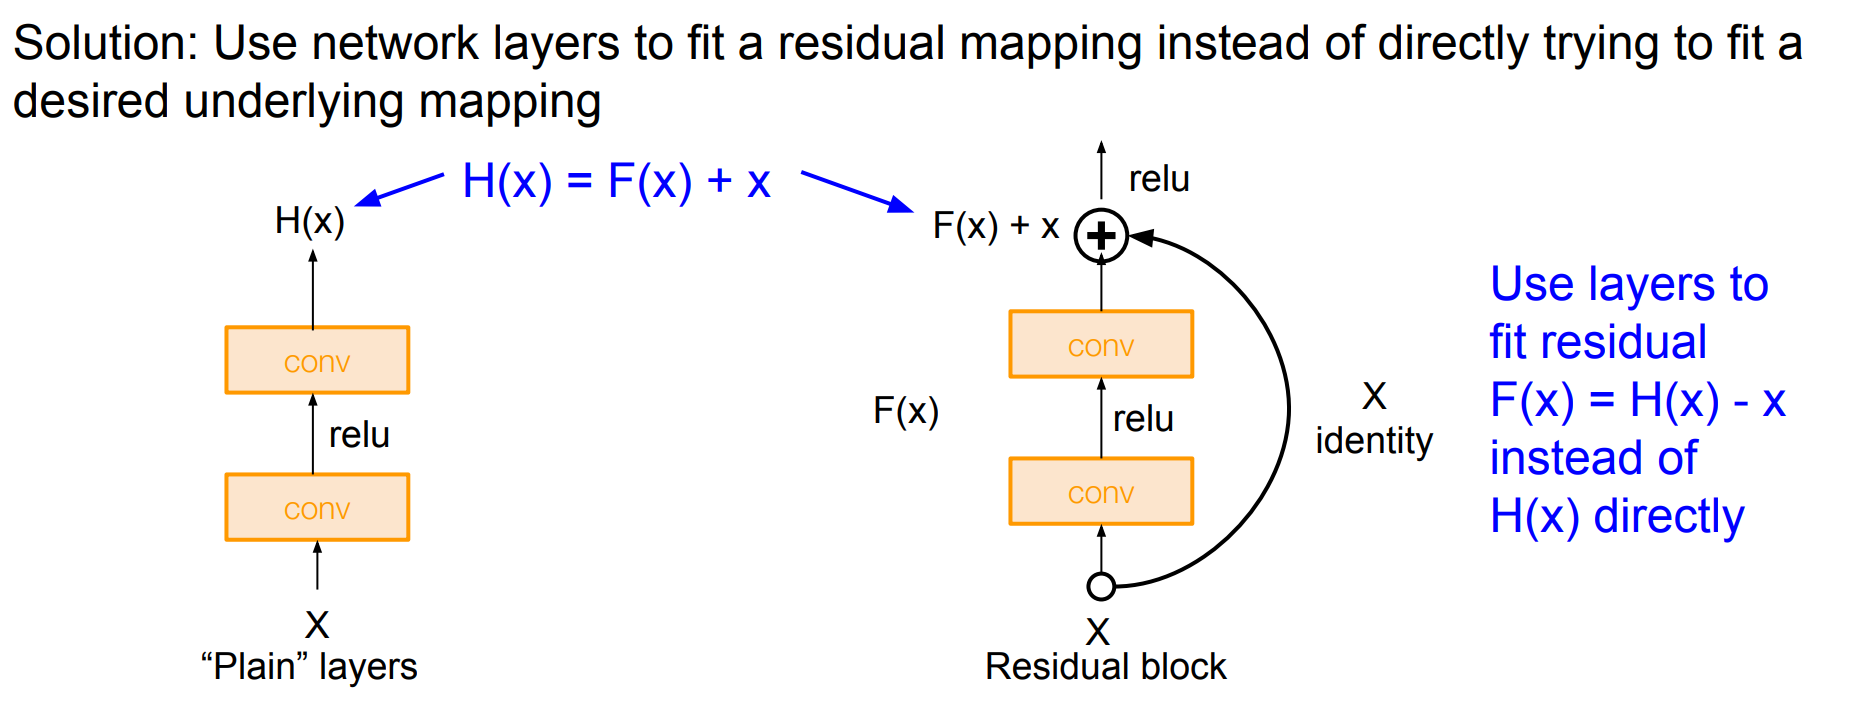 Solution: Use network layers to fit a residual mapping instead of directly trying to fit a
desired underlying mapping
H(x) = F(x) + x
H(x)
conv
relu
conv
X
“Plain” layers
relu
F(x) + x
conv
F(x)
relu
conv
X
identity
X
Residual block
Use layers to
fit residual
F(x) = H(x) - x
instead of
H(x) directly